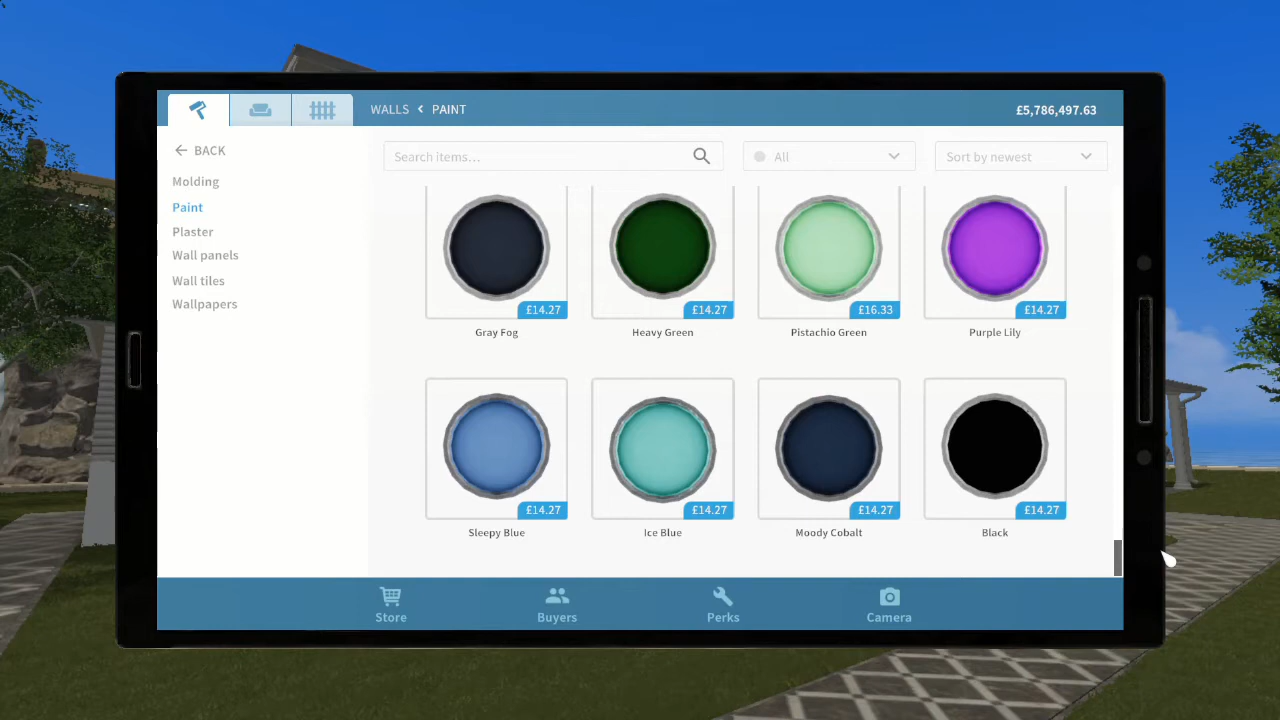 WALLS < PAINT
£5,786,497.63
BACK
Search items...
All
Sort by newest
Molding
Paint
Plaster
Wall panels
Wall tiles
Wallpapers
£14.27
£14.27
£16.33
£14.27
Gray Fog
Heavy Green
Pistachio Green
Purple Lily
£14.27
£14.27
£14.27
£14.27
Sleepy Blue
Ice Blue
Moody Cobalt
Black
Store
Buyers
Perks
Camera